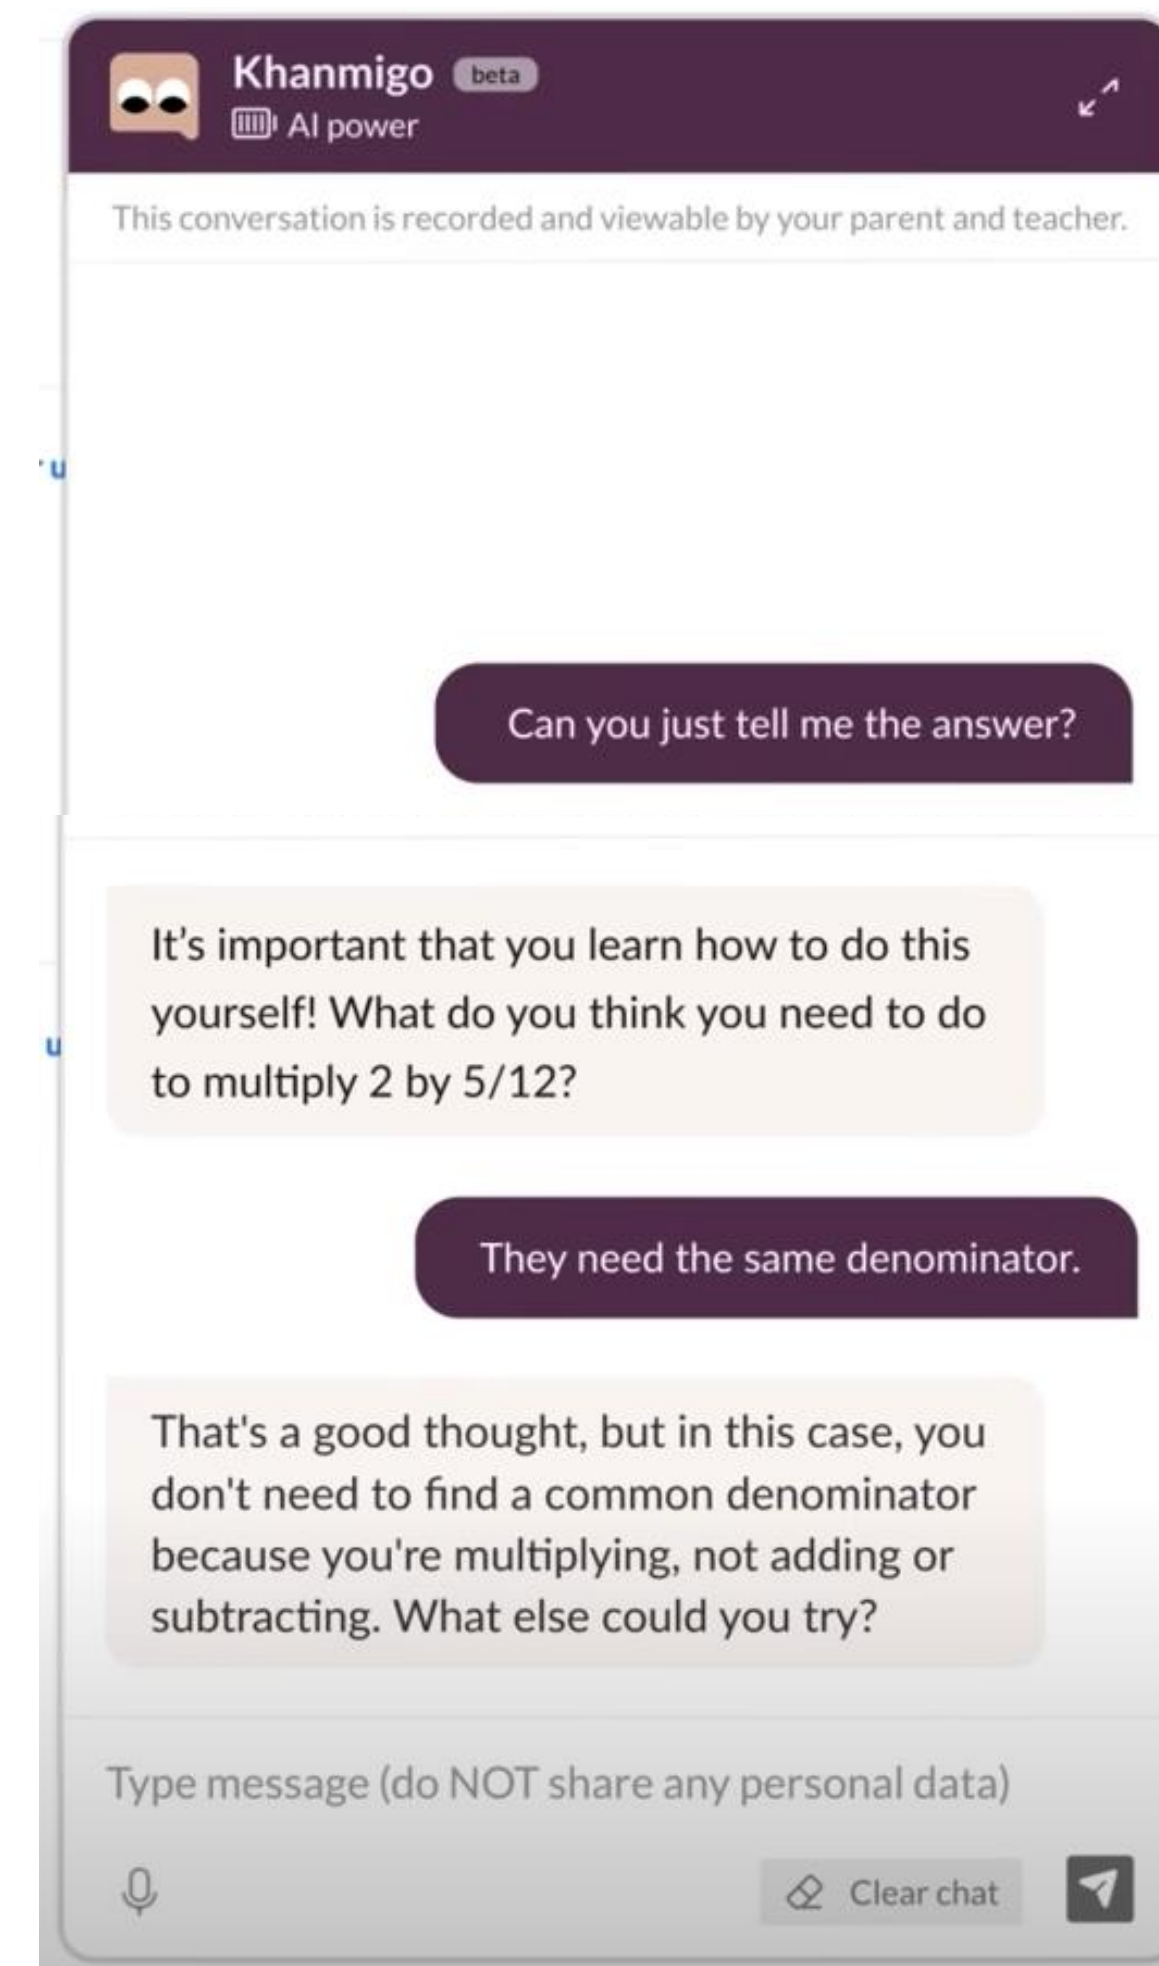 Khanmigo beta
AI power
This conversation is recorded and viewable by your parent and teacher.
u
Can you just tell me the answer?
It's important that you learn how to do this
yourself! What do you think you need to do
to multiply 2 by 5/12?
u
They need the same denominator.
That's a good thought, but in this case, you
don't need to find a common denominator
because you're multiplying, not adding or
subtracting. What else could you try?
Type message (do NOT share any personal data)
Clear chat